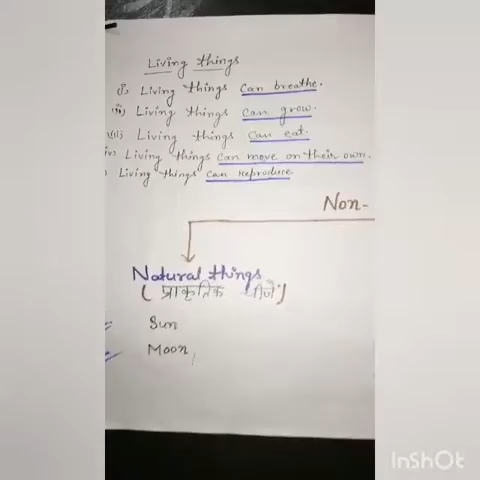 Living things
(i) Living things can breathe.
(ii) Living things can grow.
(iii) Living things can eat.
iv) Living things can move on their own.
) Living things can reproduce
Non-
Natural things
( प्राकृतिक चीजें )
Sun
Moon
InShOt